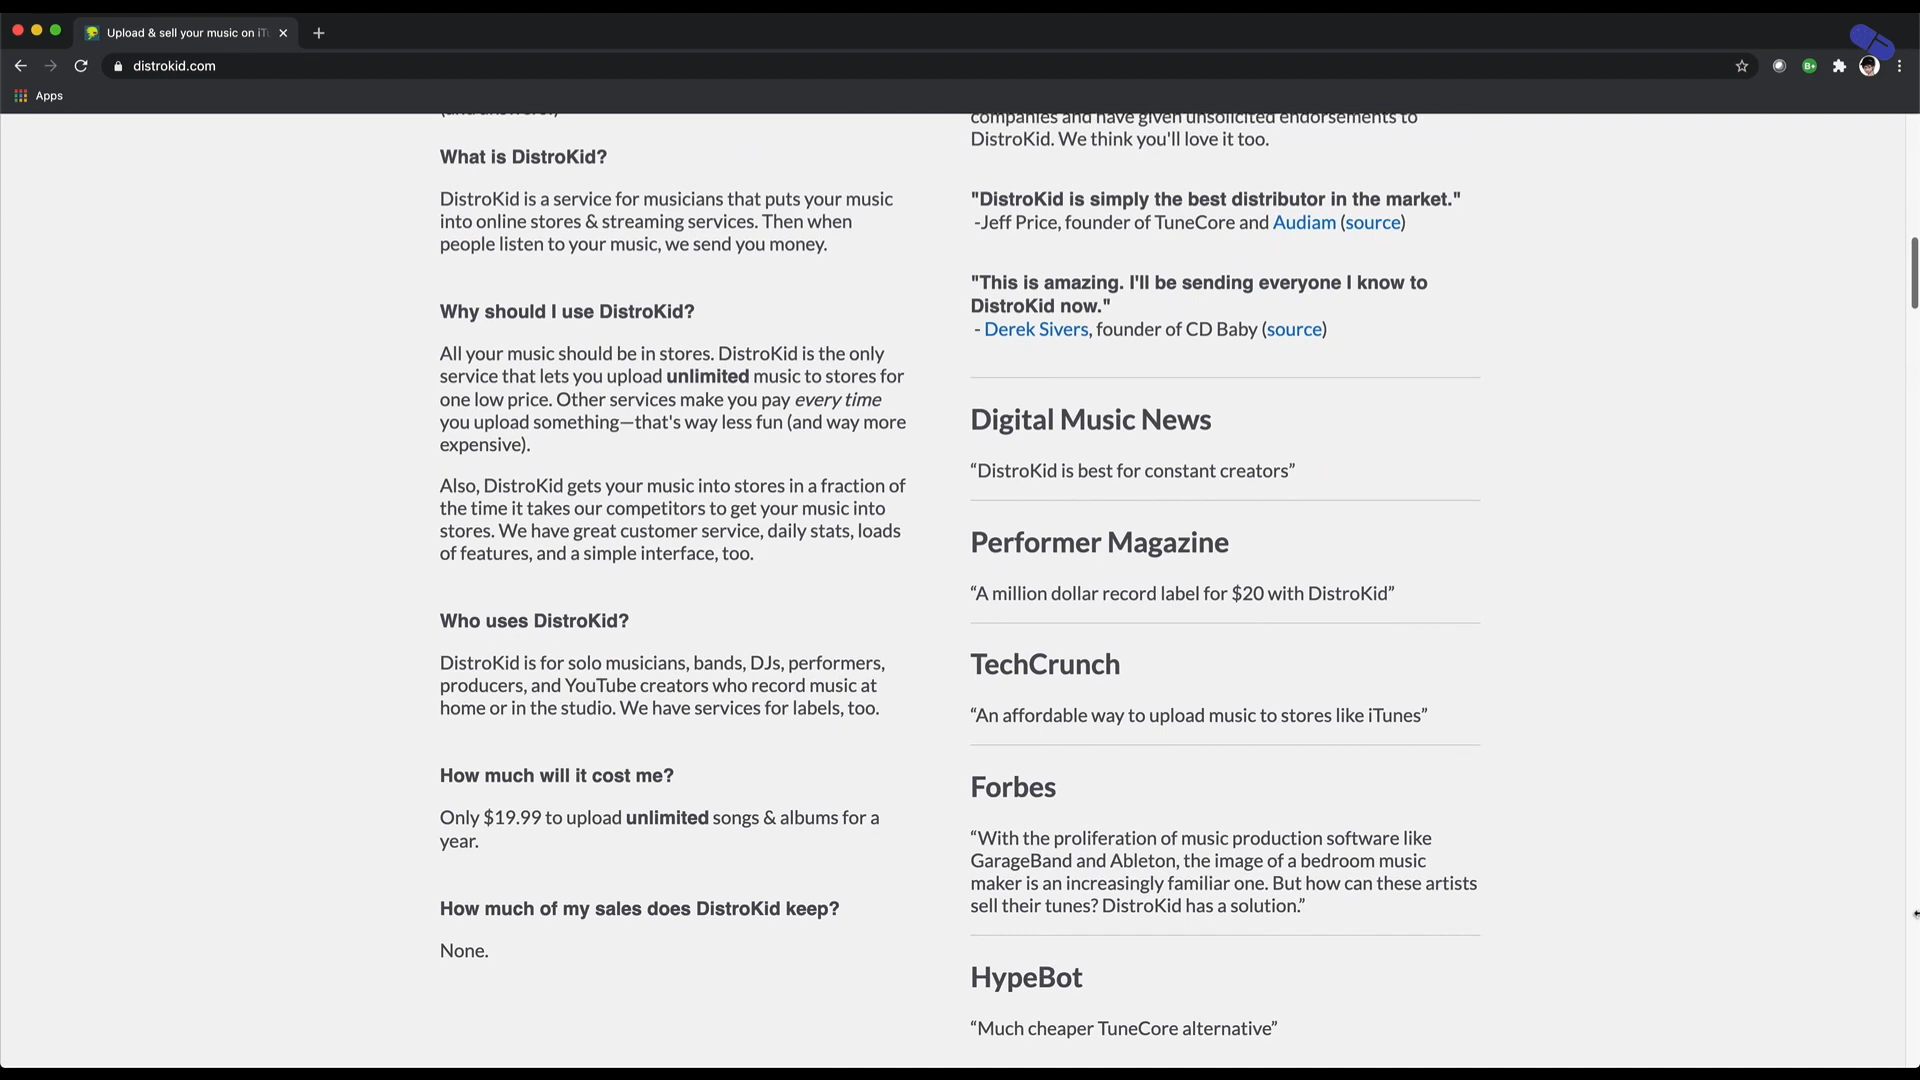 Upload & sell your music on iTu
distrokid.com
Apps
(and answers!)
What is DistroKid?
DistroKid is a service for musicians that puts your music
into online stores & streaming services. Then when
people listen to your music, we send you money.
Why should I use DistroKid?
All your music should be in stores. DistroKid is the only
service that lets you upload unlimited music to stores for
one low price. Other services make you pay every time
you upload something—that's way less fun (and way more
expensive).
Also, DistroKid gets your music into stores in a fraction of
the time it takes our competitors to get your music into
stores. We have great customer service, daily stats, loads
of features, and a simple interface, too.
Who uses DistroKid?
DistroKid is for solo musicians, bands, DJs, performers,
producers, and YouTube creators who record music at
home or in the studio. We have services for labels, too.
How much will it cost me?
Only $19.99 to upload unlimited songs & albums for a
year.
How much of my sales does DistroKid keep?
None.
companies and have given unsolicited endorsements to
DistroKid. We think you'll love it too.
"DistroKid is simply the best distributor in the market."
-Jeff Price, founder of TuneCore and Audiam (source)
"This is amazing. I'll be sending everyone I know to
DistroKid now."
- Derek Sivers, founder of CD Baby (source)
Digital Music News
“DistroKid is best for constant creators”
Performer Magazine
“A million dollar record label for $20 with DistroKid”
TechCrunch
“An affordable way to upload music to stores like iTunes”
Forbes
“With the proliferation of music production software like
GarageBand and Ableton, the image of a bedroom music
maker is an increasingly familiar one. But how can these artists
sell their tunes? DistroKid has a solution.”
HypeBot
“Much cheaper TuneCore alternative”